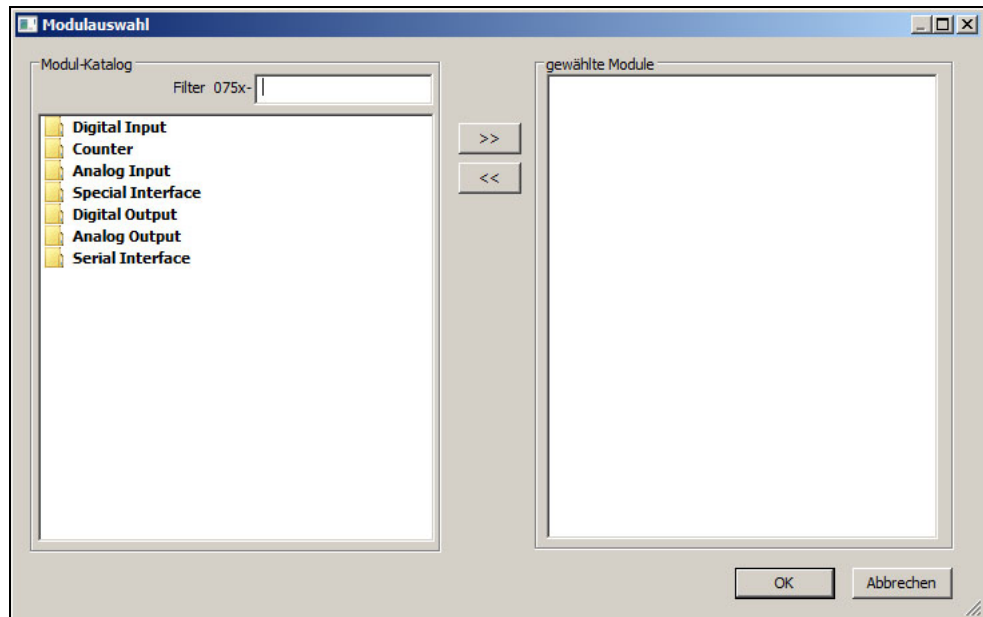 Modulauswahl
Modul-Katalog
Filter 075x-
Digital Input
Counter
Analog Input
Special Interface
Digital Output
Analog Output
Serial Interface
>>
<<
gewählte Module
OK
Abbrechen